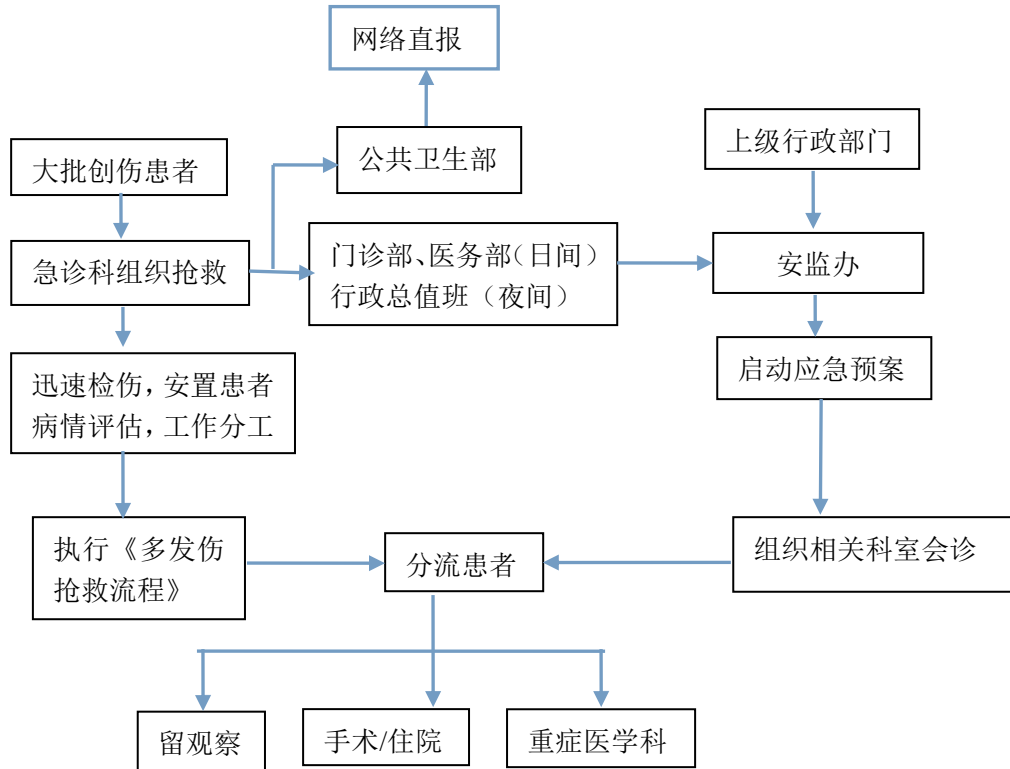 网络直报
公共卫生部
上级行政部门
大批创伤患者
急诊科组织抢救
门诊部、医务部（日间）
行政总值班（夜间）
安监办
启动应急预案
迅速检伤，安置患者
病情评估，工作分工
执行《多发伤
抢救流程》
分流患者
组织相关科室会诊
留观察
手术/住院
重症医学科